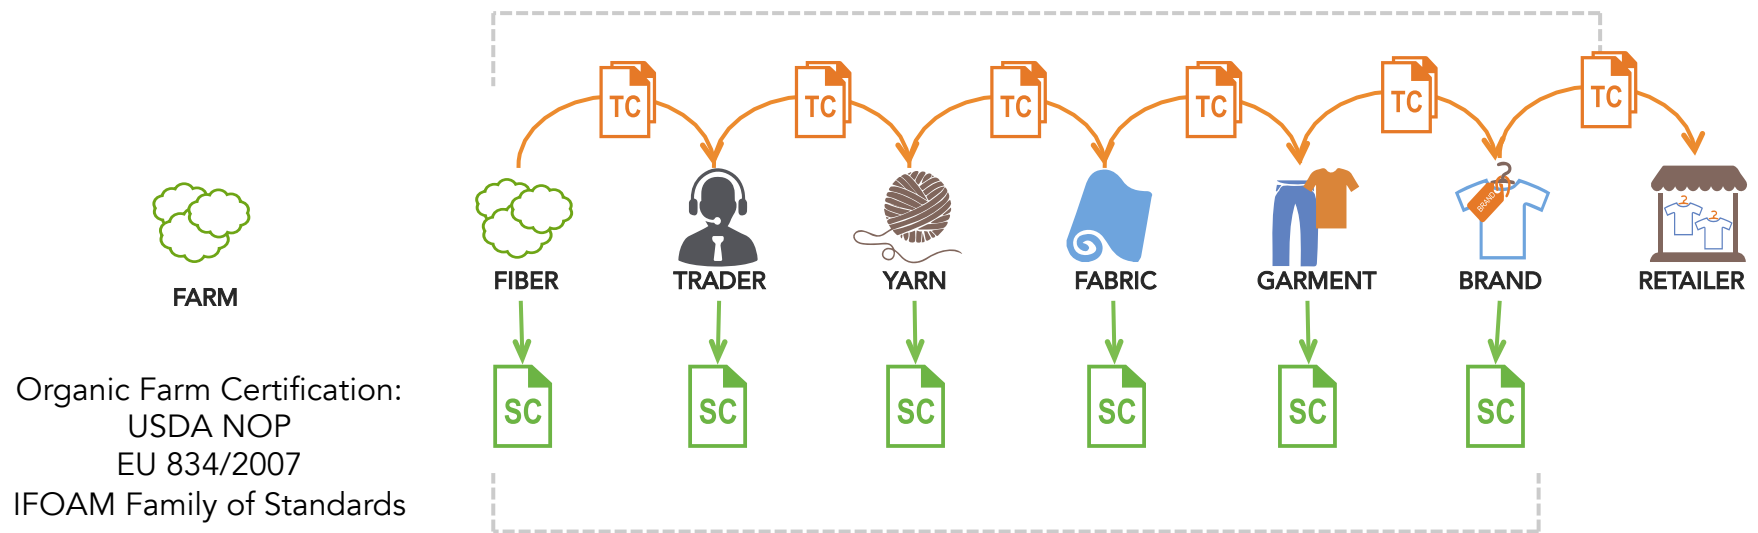 TC TC TC TC TC TC
BRAND
FARM
FIBER TRADER YARN FABRIC GARMENT BRAND RETAILER
SC SC SC SC SC SC
Organic Farm Certification:
USDA NOP
EU 834/2007
IFOAM Family of Standards